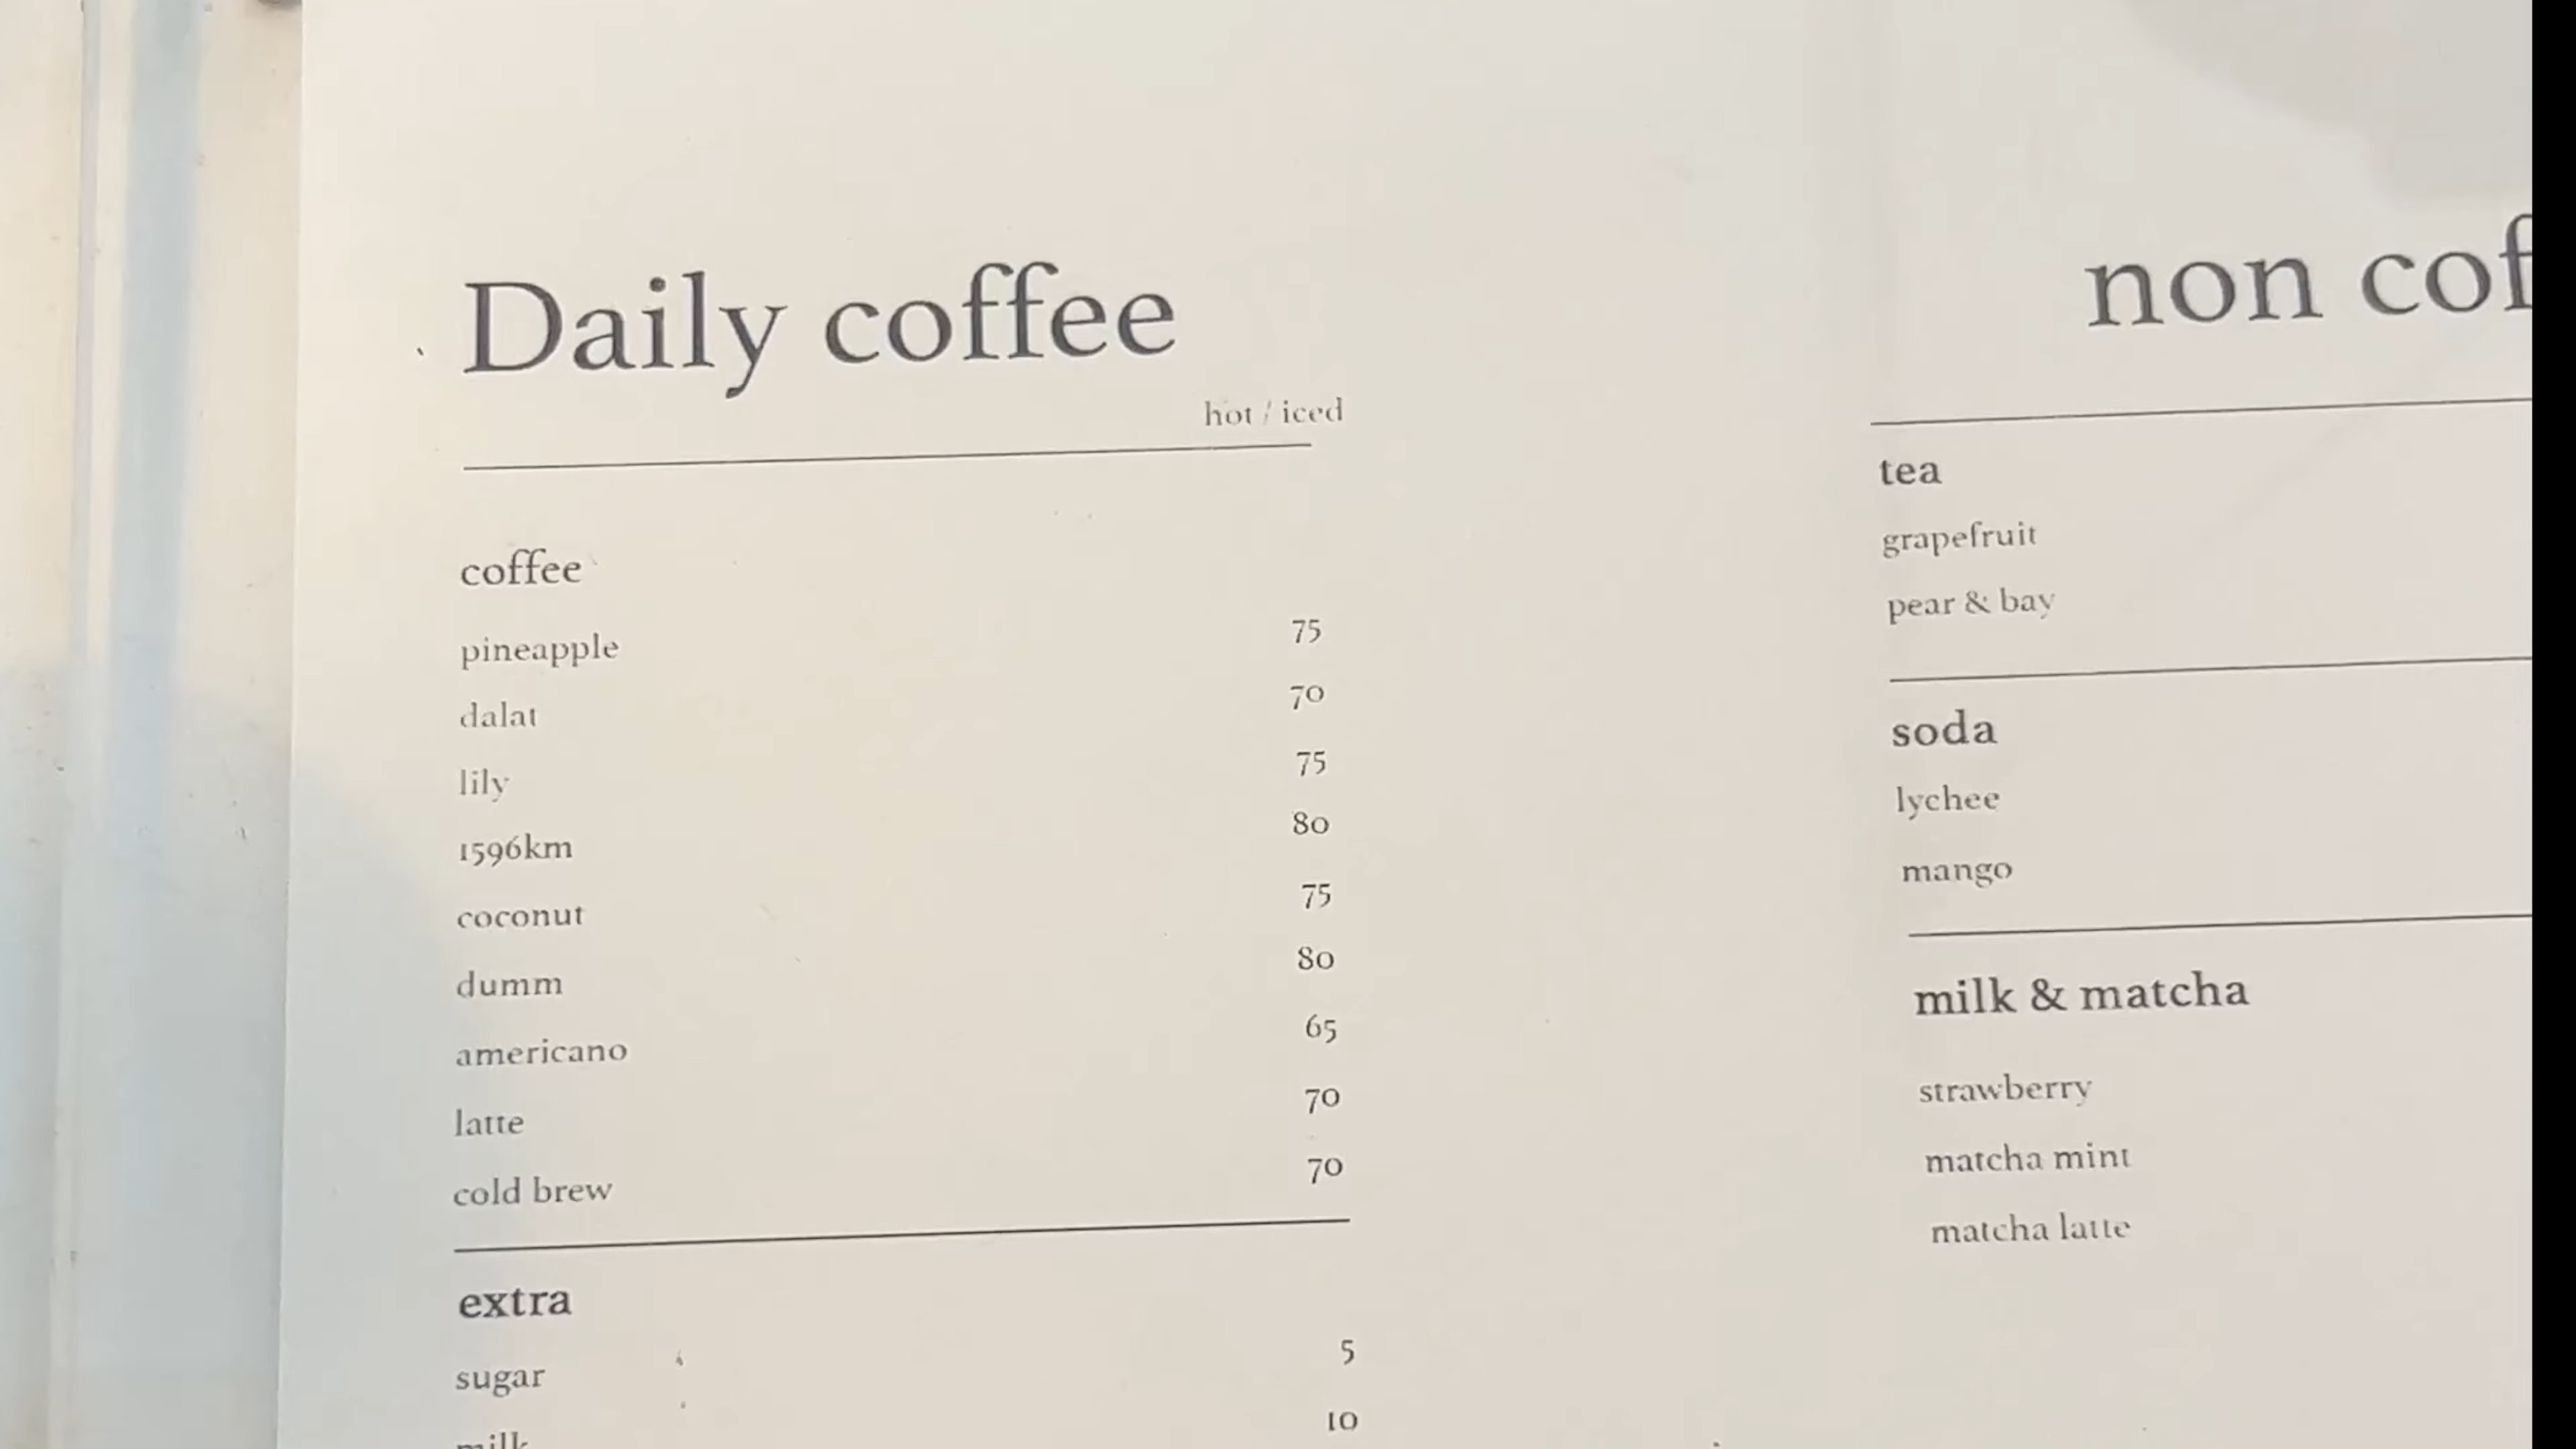 Daily coffee
hot / iced
coffee
pineapple 75
dalat 70
lily 75
1596km 80
coconut 75
dumm 80
americano 65
latte 70
cold brew 70
extra
sugar 5
milk 10
non cof
tea
grapefruit
pear & bay
soda
lychee
mango
milk & matcha
strawberry
matcha mint
matcha latte